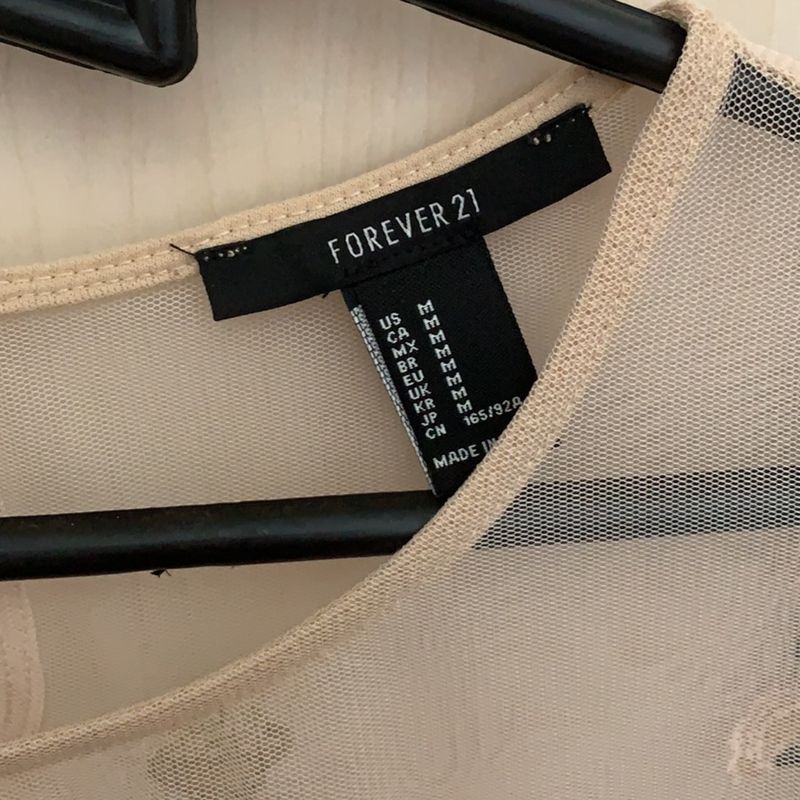 FOREVER 21
US M
CA M
MX M
BR M
EU M
UK M
KR M
JP M
CN 165/92A
MADE IN